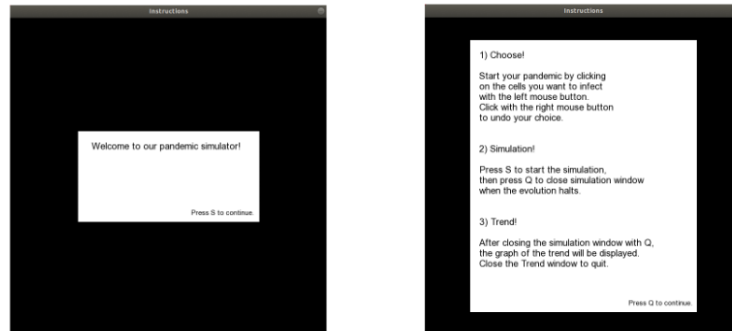 Instructions
Welcome to our pandemic simulator!
Press S to continue.
Instructions
1) Choose!
Start your pandemic by clicking
on the cells you want to infect
with the left mouse button.
Click with the right mouse button
to undo your choice.
2) Simulation!
Press S to start the simulation,
then press Q to close simulation window
when the evolution halts.
3) Trend!
After closing the simulation window with Q,
the graph of the trend will be displayed.
Close the Trend window to quit.
Press Q to continue.